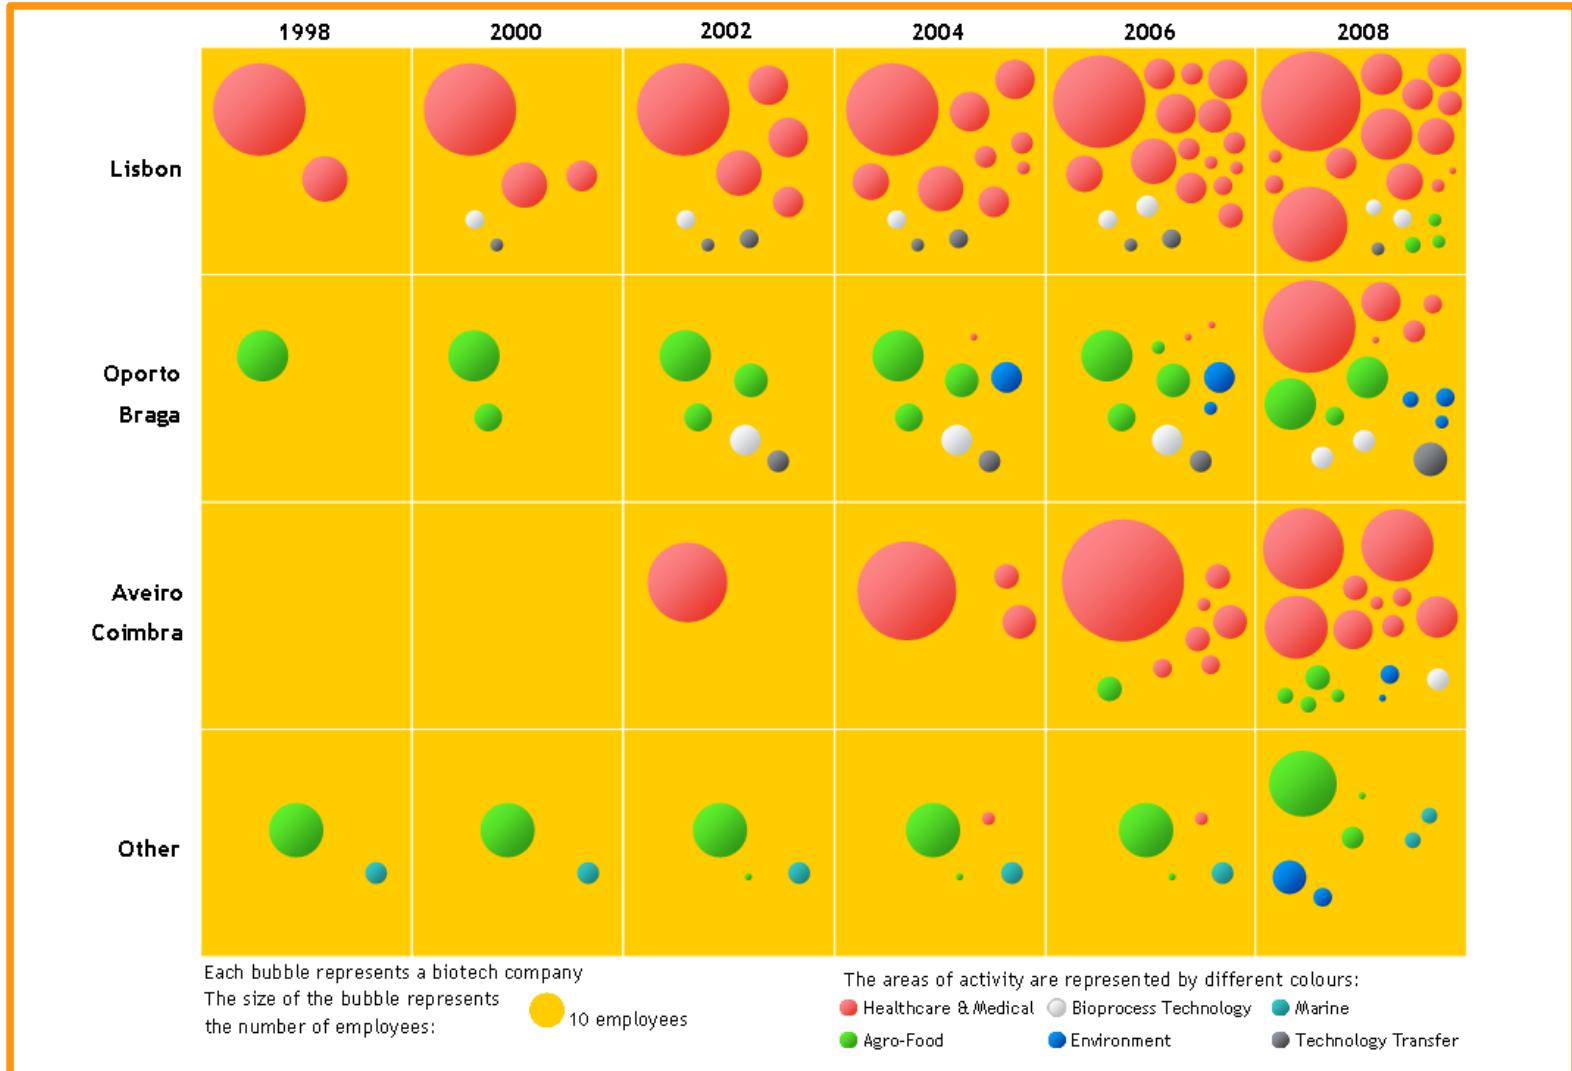 1998 2000 2002 2004 2006 2008
Lisbon
Oporto
Braga
Aveiro
Coimbra
Other
Each bubble represents a biotech company
The size of the bubble represents
the number of employees:
10 employees
The areas of activity are represented by different colours:
Healthcare & Medical Bioprocess Technology Marine
Agro-Food Environment Technology Transfer